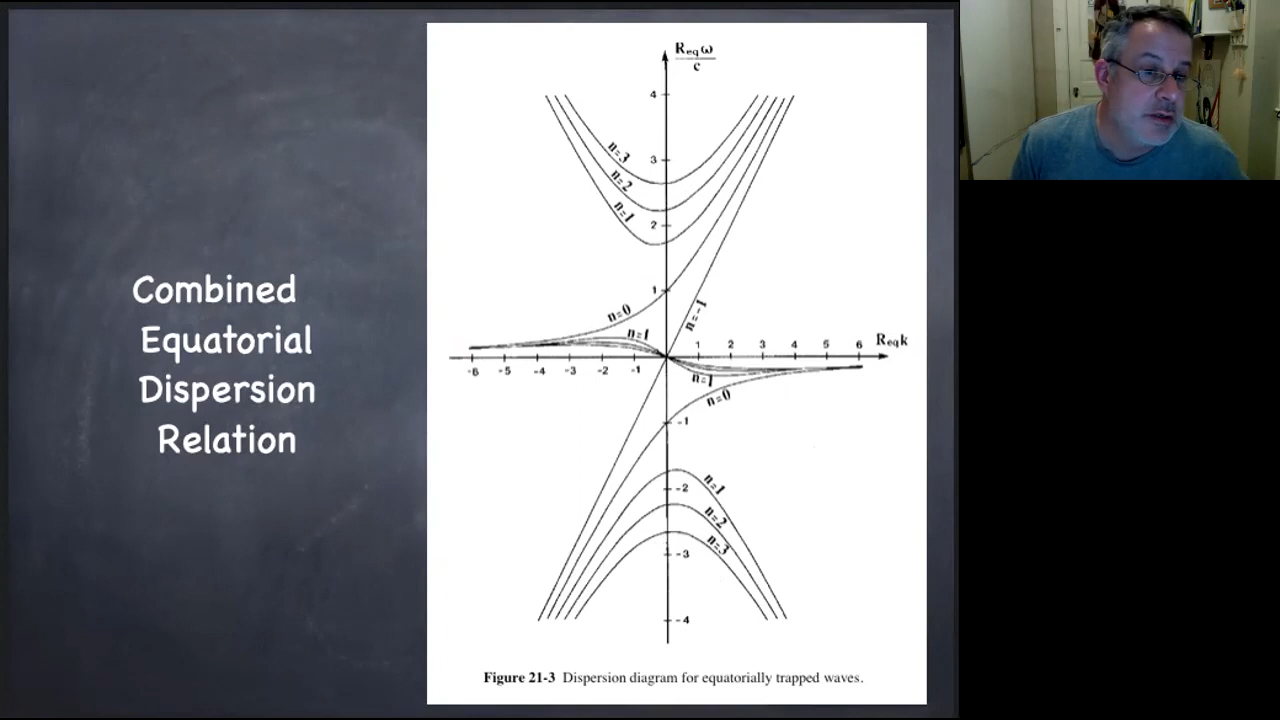 Combined
Equatorial
Dispersion
Relation
R_eq ω
c
4
3
2
1
n=3
n=2
n=1
n=0
n=1
n=-1
R_eq k
-6 -5 -4 -3 -2 -1 1 2 3 4 5 6
n=1
n=0
-1
-2
-3
-4
n=1
n=2
n=3
Figure 21-3 Dispersion diagram for equatorially trapped waves.